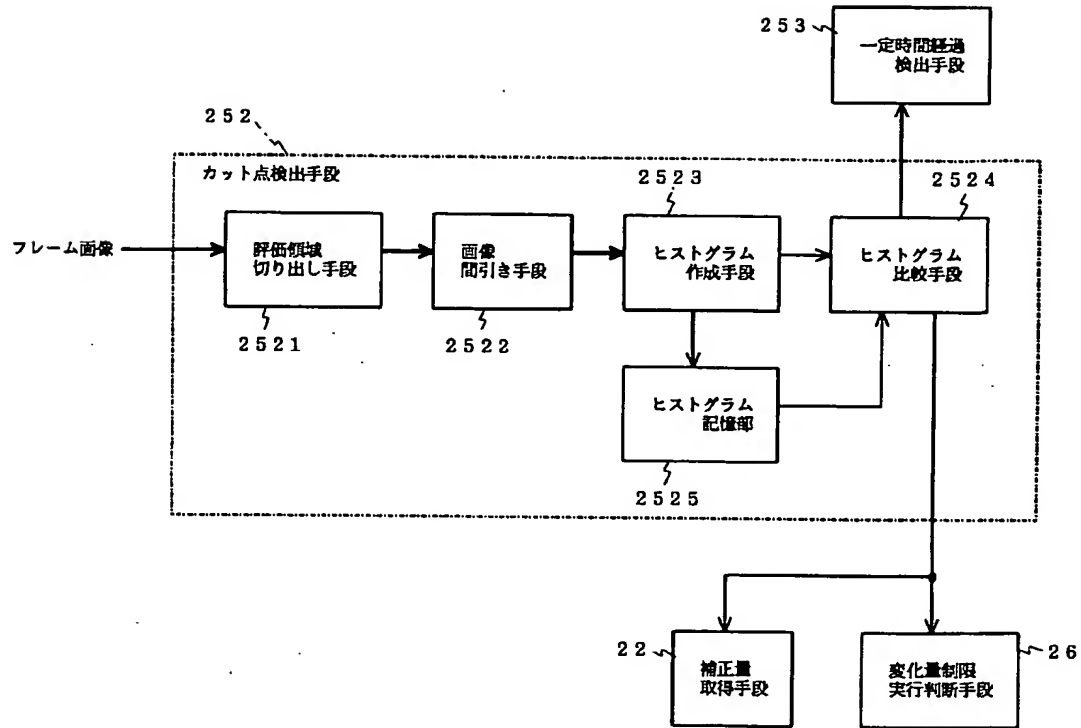 253
一定時間経過
検出手段
252
カット点検出手段
2523
2524
フレーム画像
評価領域
切り出し手段
画像
間引き手段
ヒストグラム
作成手段
ヒストグラム
比較手段
2521
2522
ヒストグラム
記憶部
2525
22
補正量
取得手段
変化量制限
実行判断手段
26